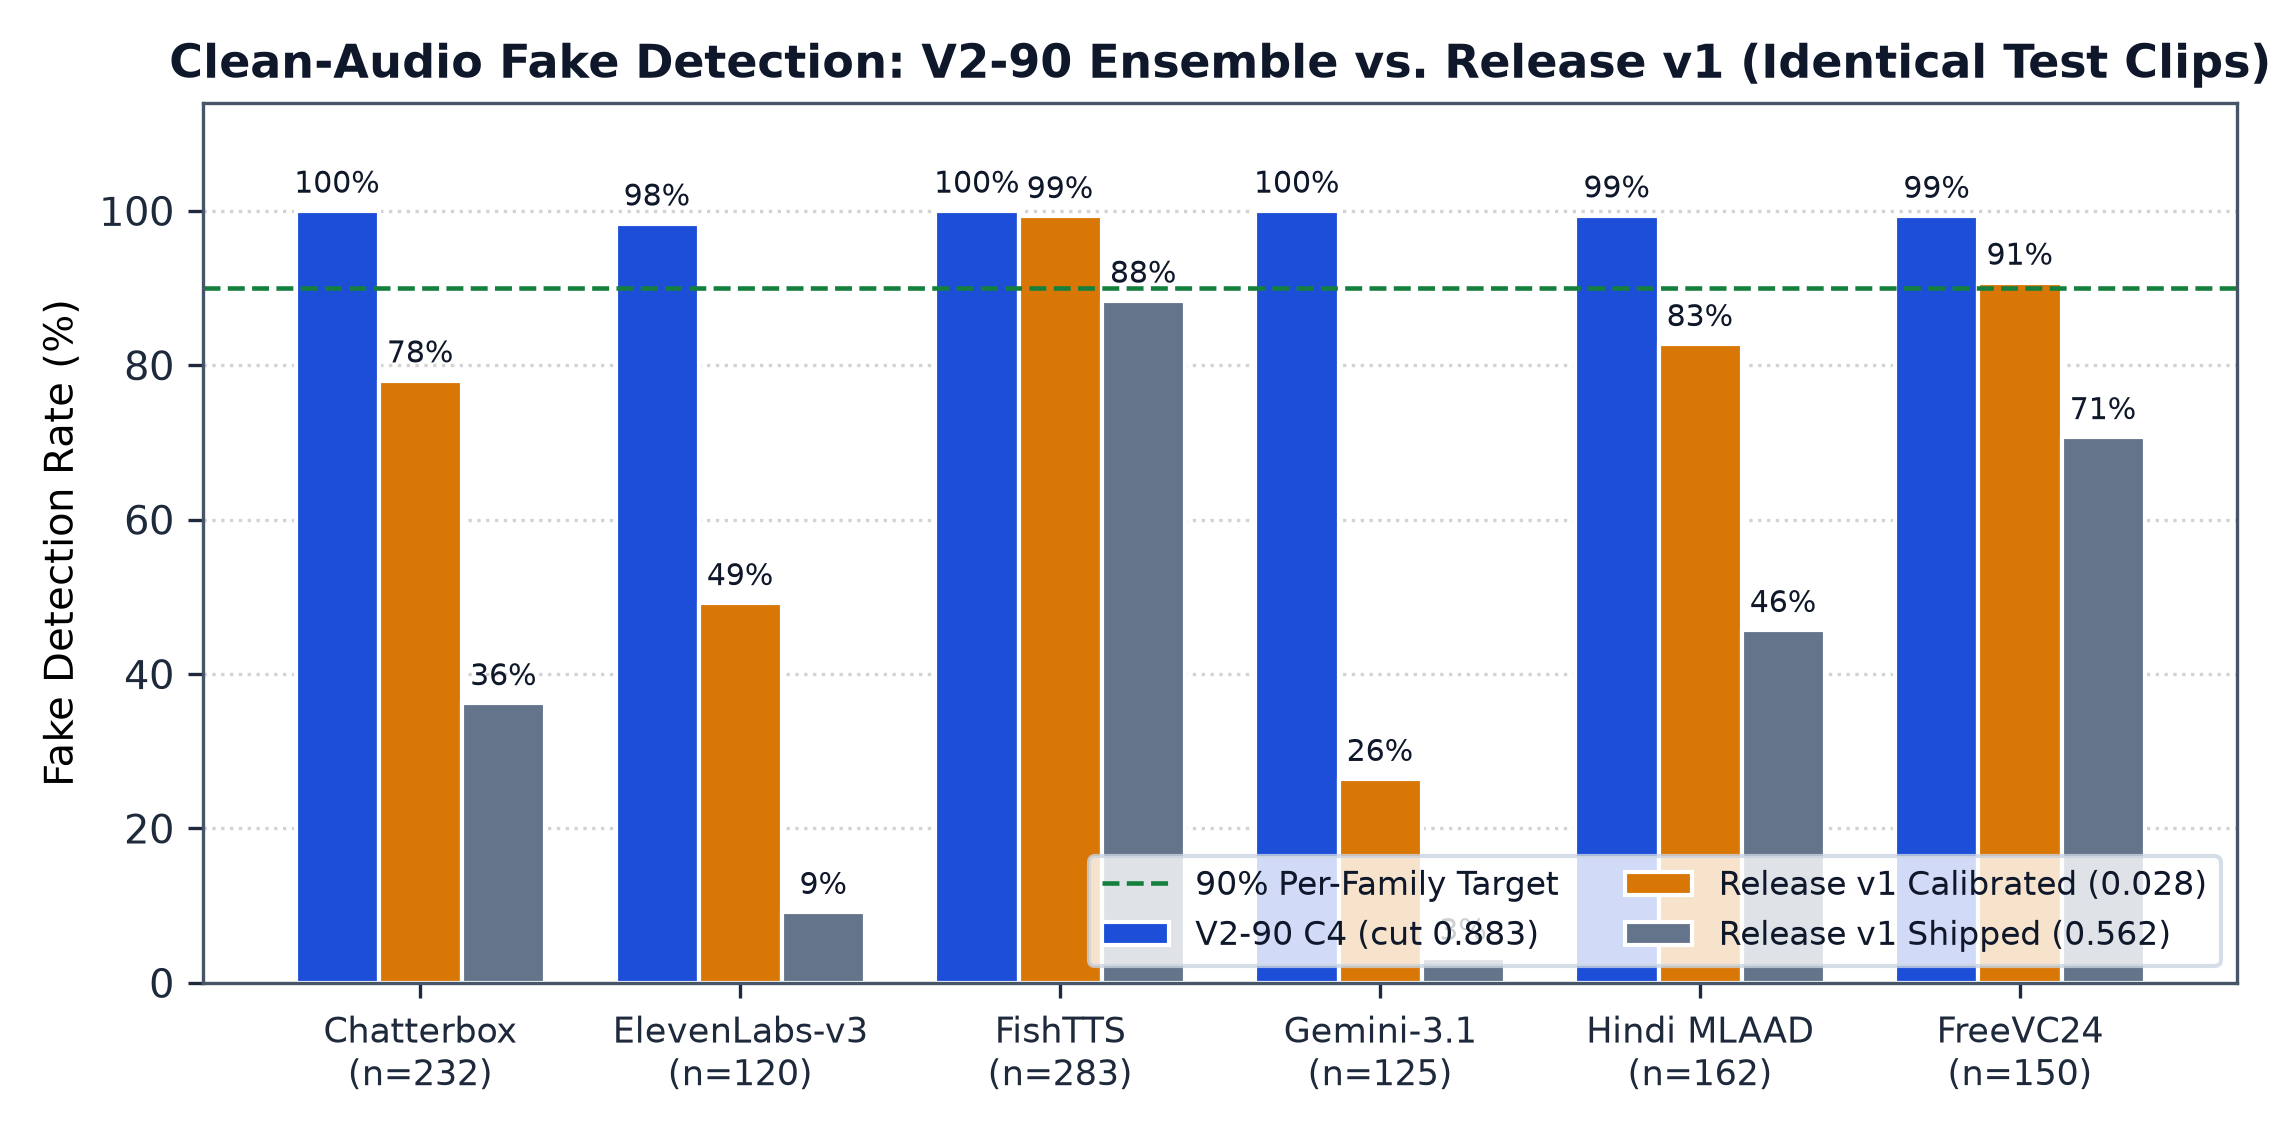 Clean-Audio Fake Detection: V2-90 Ensemble vs. Release v1 (Identical Test Clips)
Fake Detection Rate (%)
100
80
60
40
20
0
100% 78% 36%
98% 49% 9%
100% 99% 88%
100% 26% 3%
99% 83% 46%
99% 91% 71%
90% Per-Family Target
V2-90 C4 (cut 0.883)
Release v1 Calibrated (0.028)
Release v1 Shipped (0.562)
Chatterbox
(n=232)
ElevenLabs-v3
(n=120)
FishTTS
(n=283)
Gemini-3.1
(n=125)
Hindi MLAAD
(n=162)
FreeVC24
(n=150)